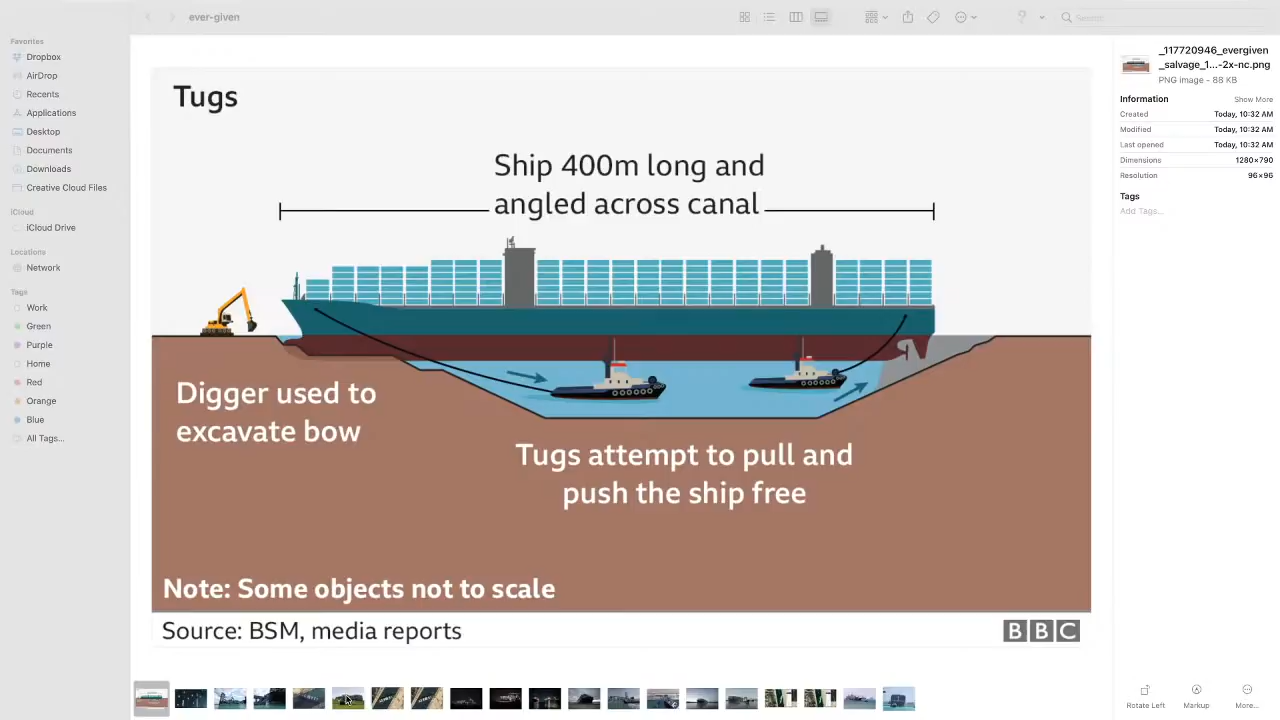 ever-given
Search
Favorites
Dropbox
AirDrop
Recents
Applications
Desktop
Documents
Downloads
Creative Cloud Files
iCloud
iCloud Drive
Locations
Network
Tags
Work
Green
Purple
Home
Red
Orange
Blue
All Tags...
Tugs
Ship 400m long and
angled across canal
Digger used to
excavate bow
Tugs attempt to pull and
push the ship free
Note: Some objects not to scale
Source: BSM, media reports
BBC
_117720946_evergiven
_salvage_1...-2x-nc.png
PNG image - 88 KB
Information Show More
Created Today, 10:32 AM
Modified Today, 10:32 AM
Last opened Today, 10:32 AM
Dimensions 1280×790
Resolution 96×96
Tags
Add Tags...
Rotate Left Markup More...